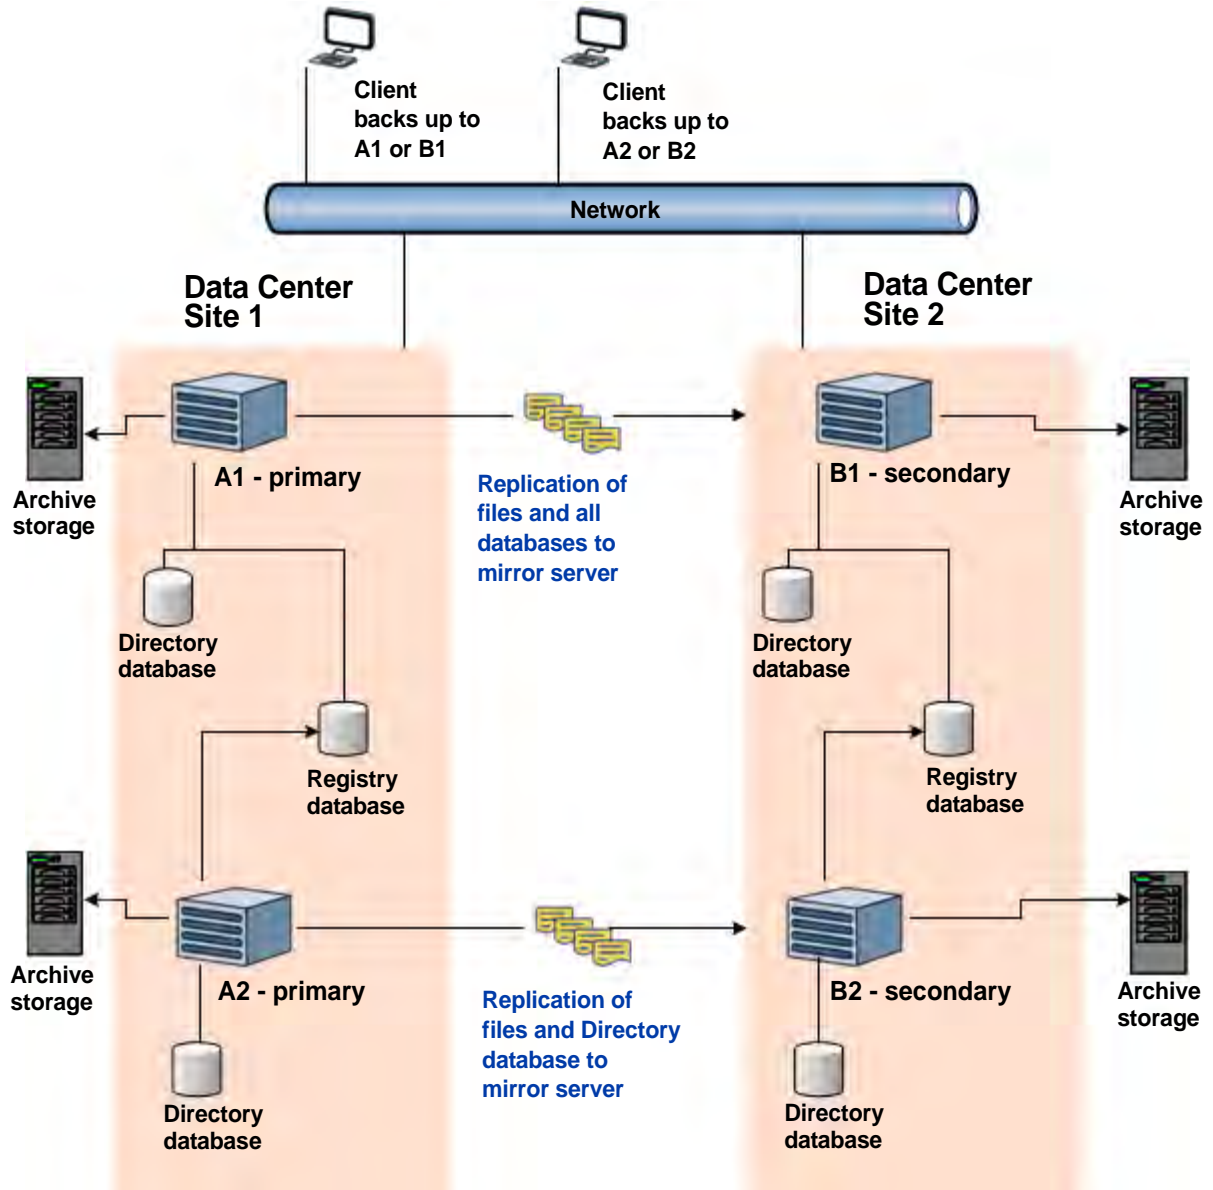 Client
backs up to
A1 or B1
Client
backs up to
A2 or B2
Network
Data Center
Site 1
Data Center
Site 2
A1 - primary
B1 - secondary
Archive
storage
Replication of
files and all
databases to
mirror server
Archive
storage
Directory
database
Directory
database
Registry
database
Registry
database
A2 - primary
B2 - secondary
Archive
storage
Replication of
files and Directory
database to
mirror server
Archive
storage
Directory
database
Directory
database